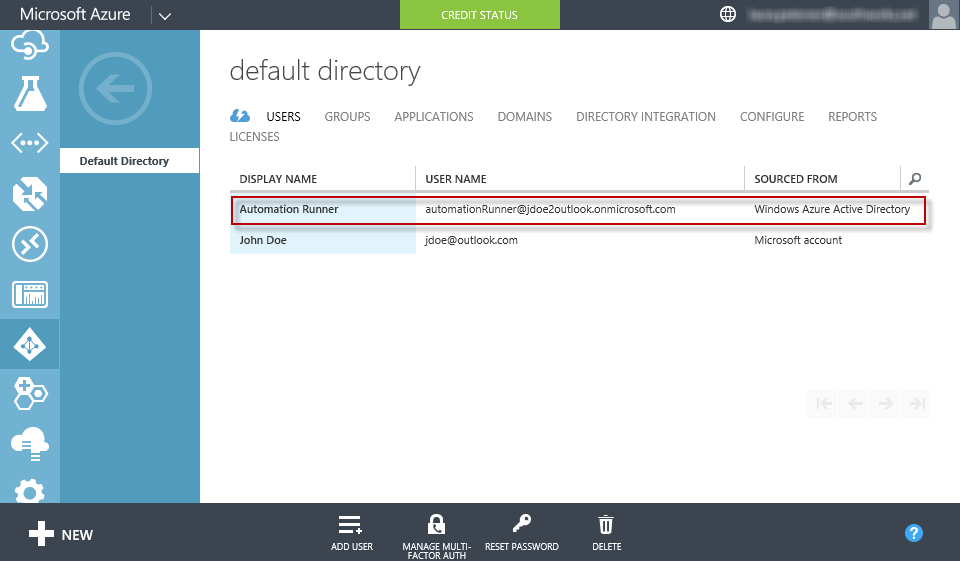 Microsoft Azure
CREDIT STATUS
default directory
USERS GROUPS APPLICATIONS DOMAINS DIRECTORY INTEGRATION CONFIGURE REPORTS
LICENSES
Default Directory
DISPLAY NAME USER NAME SOURCED FROM
Automation Runner automationRunner@jdoe2outlook.onmicrosoft.com Windows Azure Active Directory
John Doe jdoe@outlook.com Microsoft account
NEW
ADD USER
MANAGE MULTI-
FACTOR AUTH
RESET PASSWORD
DELETE
?